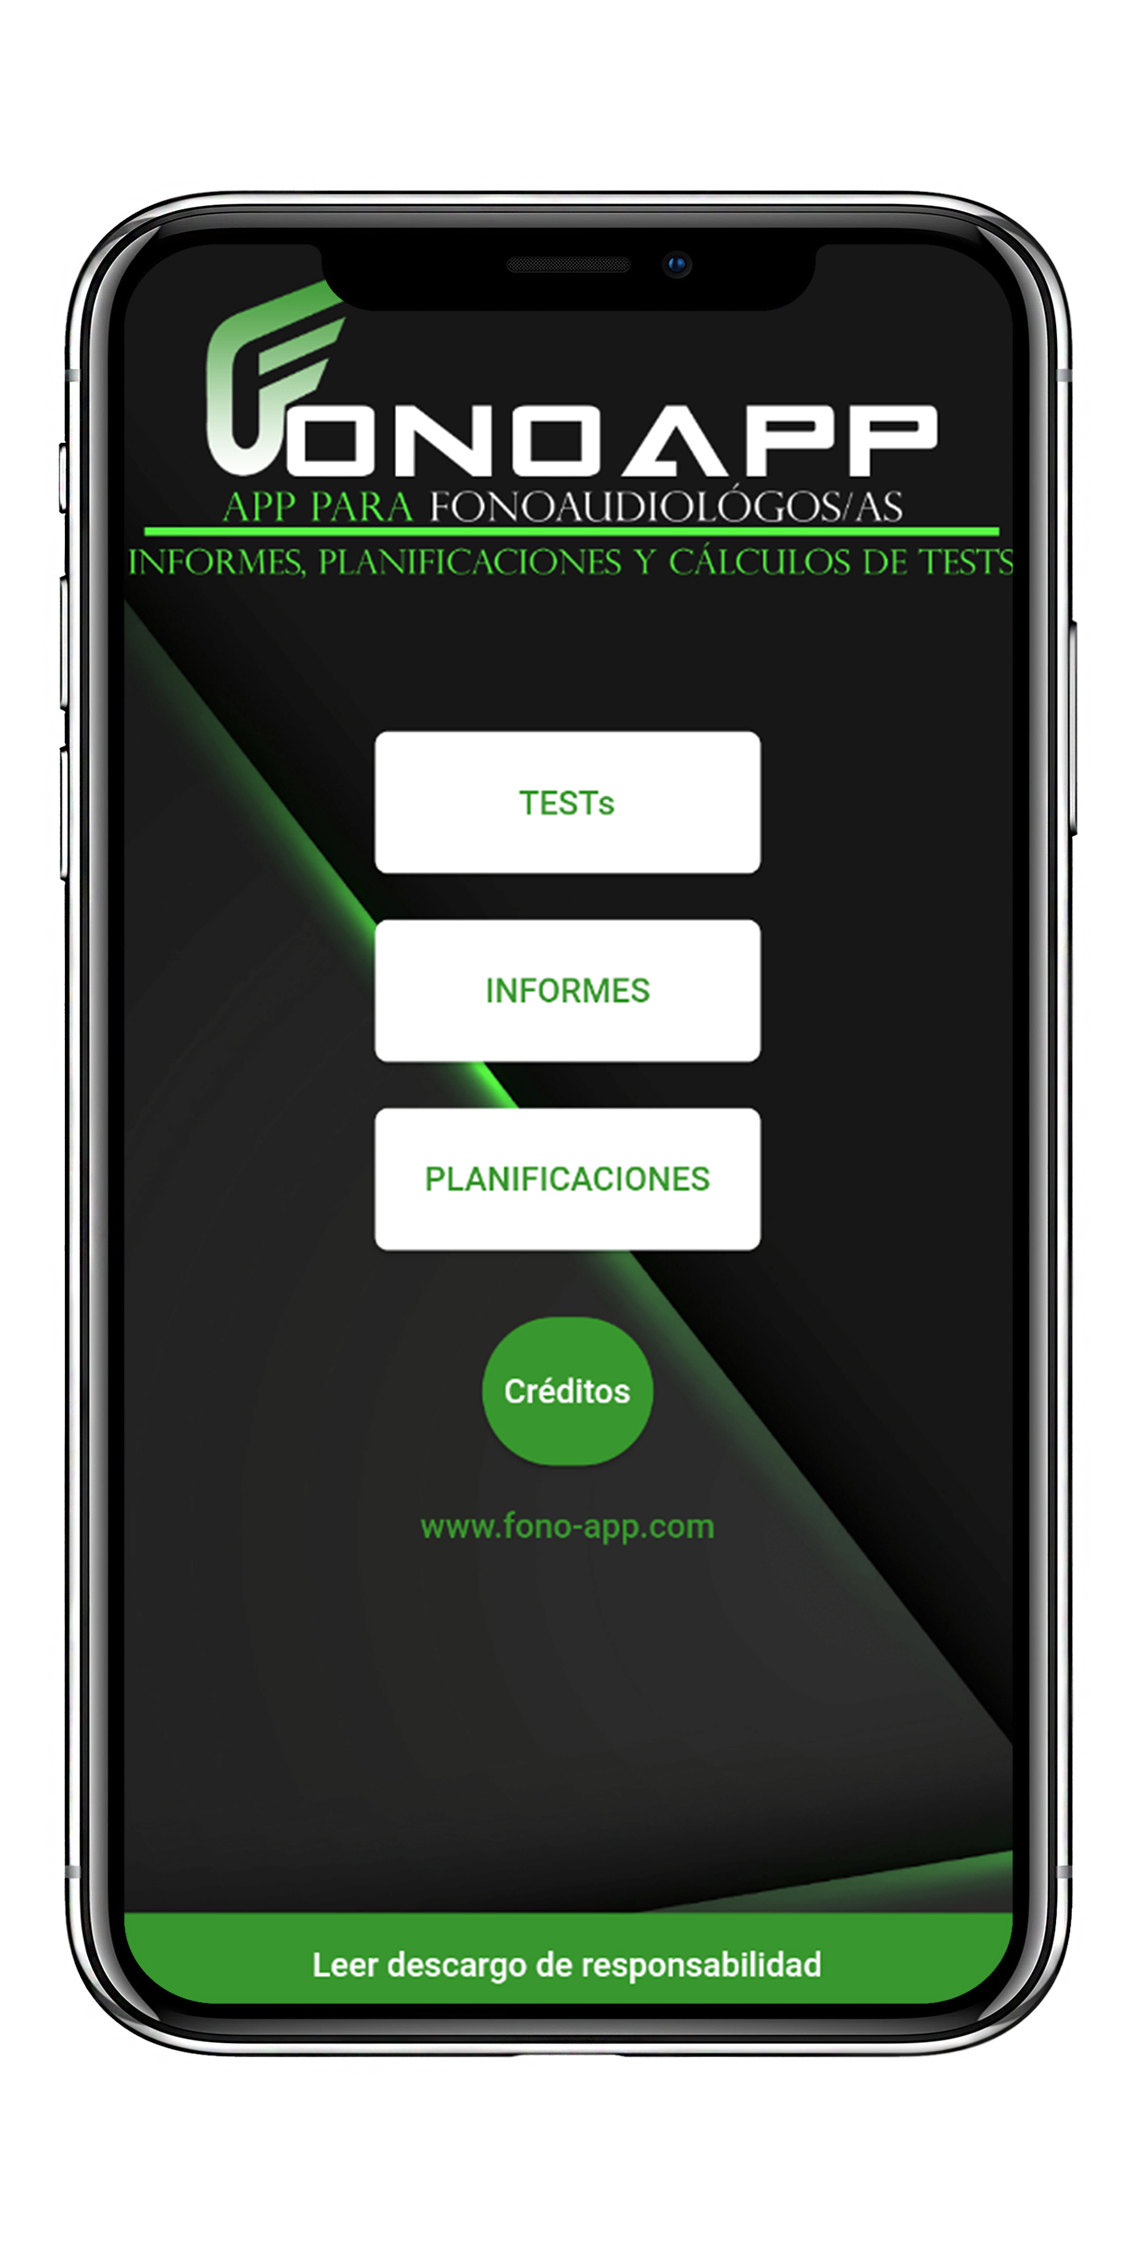 FONOAPP
APP PARA FONOAUDIOLÓGOS/AS
INFORMES, PLANIFICACIONES Y CÁLCULOS DE TESTS
TESTs
INFORMES
PLANIFICACIONES
Créditos
www.fono-app.com
Leer descargo de responsabilidad